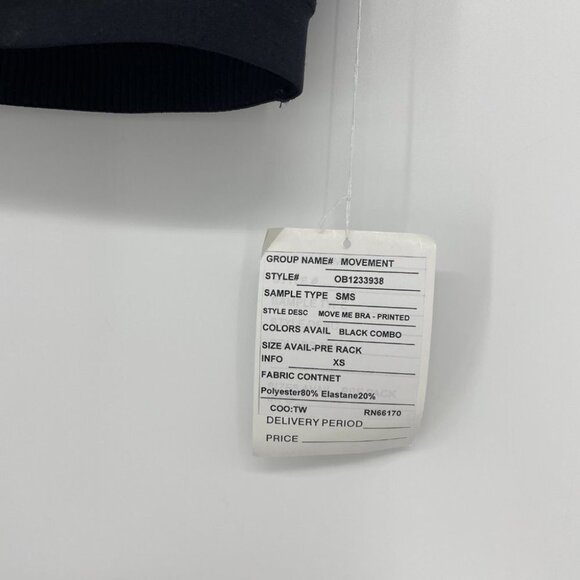 GROUP NAME# MOVEMENT
STYLE# OB1233938
SAMPLE TYPE SMS
STYLE DESC MOVE ME BRA - PRINTED
COLORS AVAIL BLACK COMBO
SIZE AVAIL-PRE RACK
INFO XS
FABRIC CONTNET
Polyester80% Elastane20%
COO:TW RN66170
DELIVERY PERIOD
PRICE